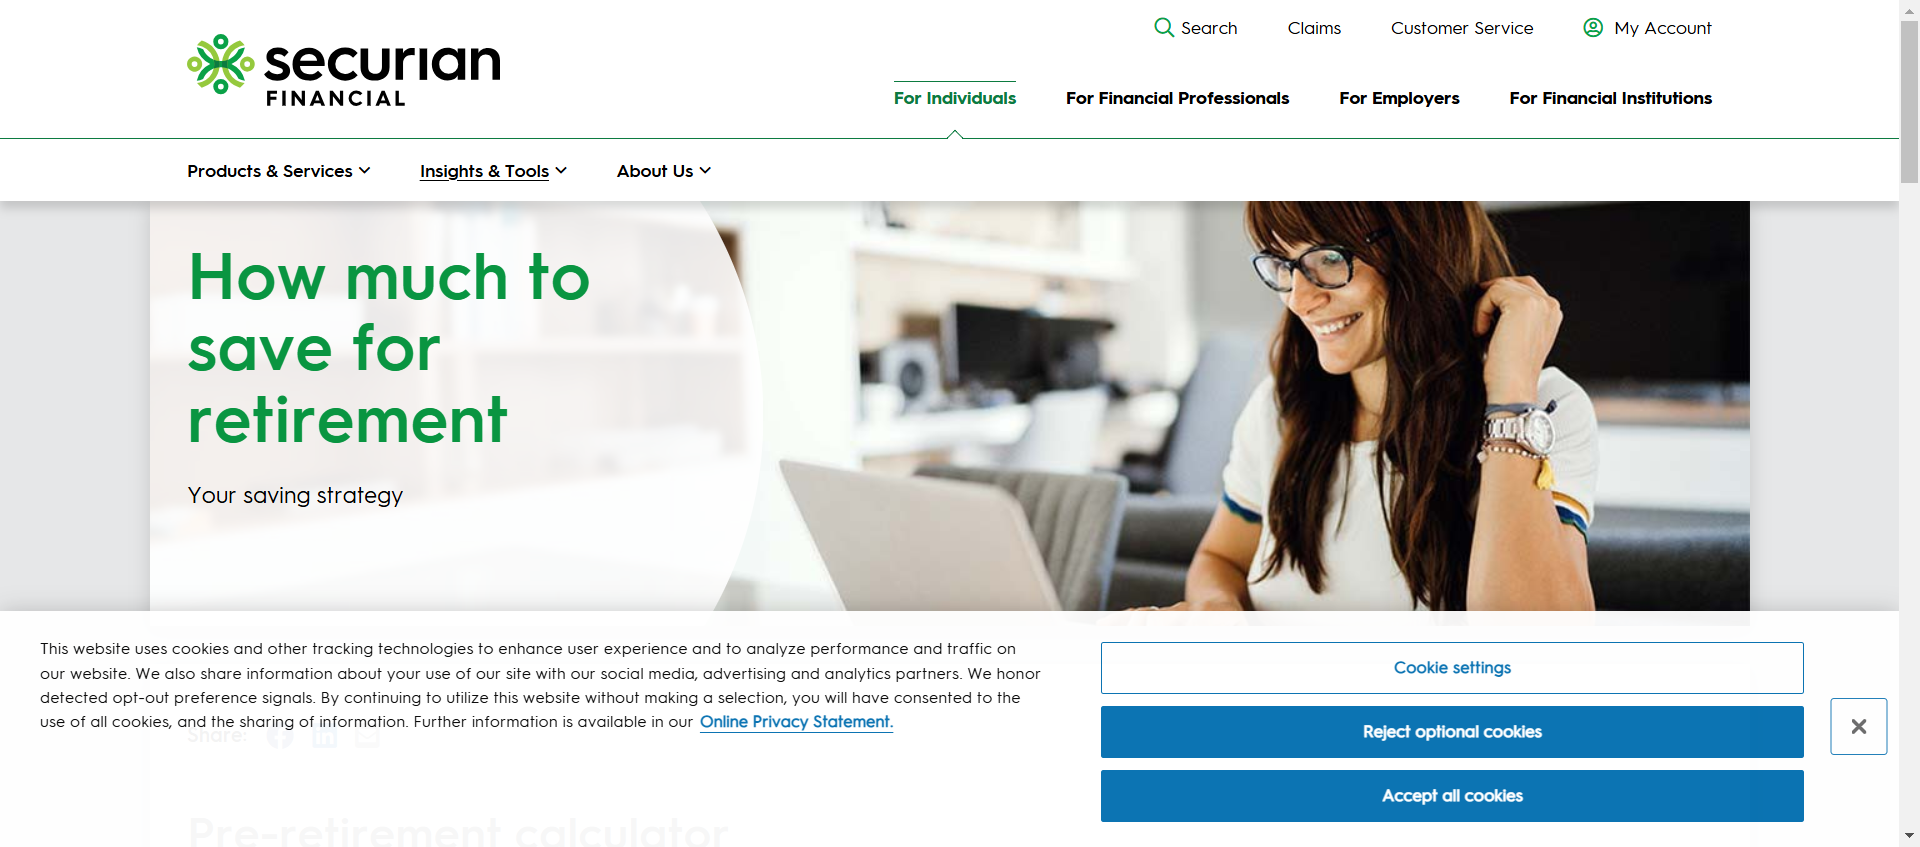 securian
FINANCIAL
Search
Claims
Customer Service
My Account
For Individuals
For Financial Professionals
For Employers
For Financial Institutions
Products & Services
Insights & Tools
About Us
How much to
save for
retirement
Your saving strategy
This website uses cookies and other tracking technologies to enhance user experience and to analyze performance and traffic on
our website. We also share information about your use of our site with our social media, advertising and analytics partners. We honor
detected opt-out preference signals. By continuing to utilize this website without making a selection, you will have consented to the
use of all cookies, and the sharing of information. Further information is available in our Online Privacy Statement.
Cookie settings
Reject optional cookies
Accept all cookies
Share:
Pre-retirement calculator